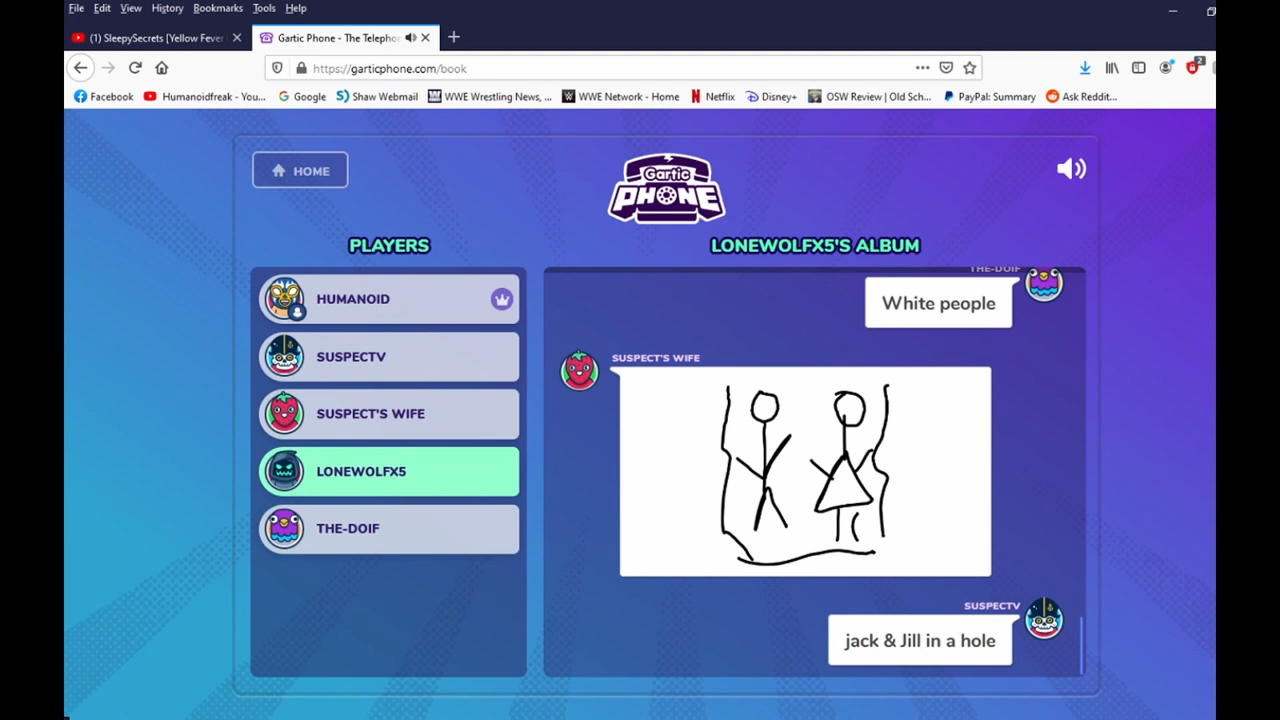 File Edit View History Bookmarks Tools Help
(1) SleepySecrets [Yellow Fever
Gartic Phone - The Telephon
https://garticphone.com/book
2
Facebook Humanoidfreak - You... Google Shaw Webmail WWE Wrestling News, ... WWE Network - Home Netflix Disney+ OSW Review | Old Sch... PayPal: Summary Ask Reddit...
HOME
Gartic
PHONE
PLAYERS
LONEWOLFX5'S ALBUM
HUMANOID
SUSPECTV
SUSPECT'S WIFE
LONEWOLFX5
THE-DOIF
THE-DOIF
White people
SUSPECT'S WIFE
SUSPECTV
jack & Jill in a hole